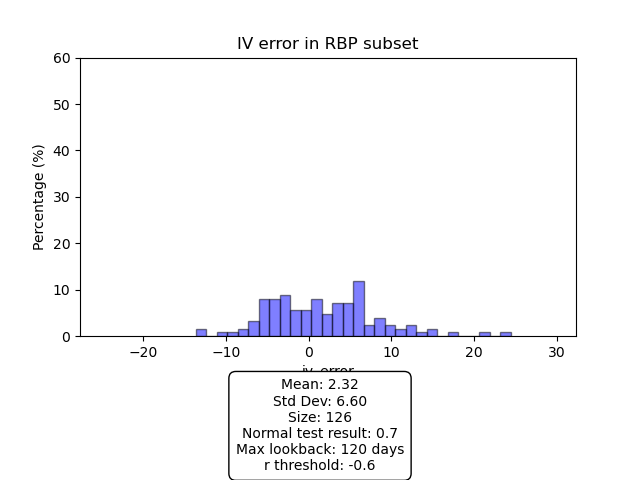 IV error in RBP subset
60
50
40
30
20
10
0
Percentage (%)
−20
−10
0
10
20
30
iv_error
Mean: 2.32
Std Dev: 6.60
Size: 126
Normal test result: 0.7
Max lookback: 120 days
r threshold: -0.6